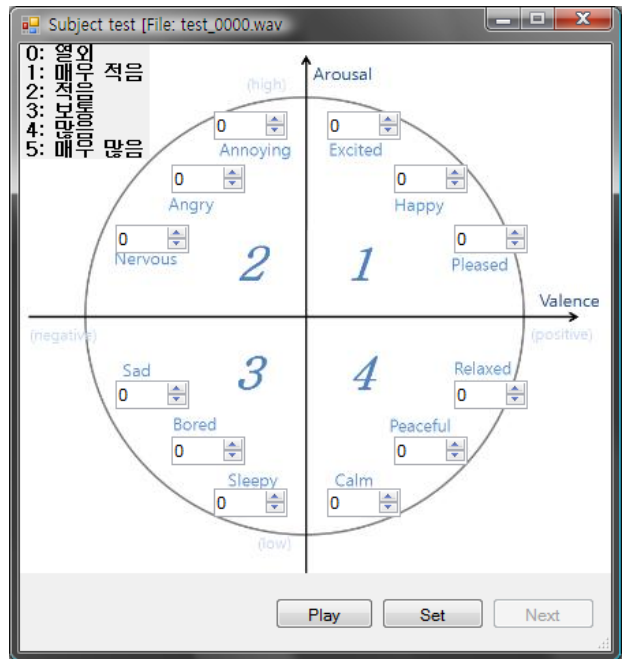 Subject test [File: test_0000.wav
0: 열외
1: 매우 적음
2: 적음
3: 보통
4: 많음
5: 매우 많음
Arousal
(high)
0
0
Annoying
Excited
0
0
Angry
Happy
0
0
Nervous
Pleased
2
1
Valence
(negative)
(positive)
Sad
3
4
Relaxed
0
0
Bored
Peaceful
0
0
Sleepy
Calm
0
0
(low)
Play
Set
Next